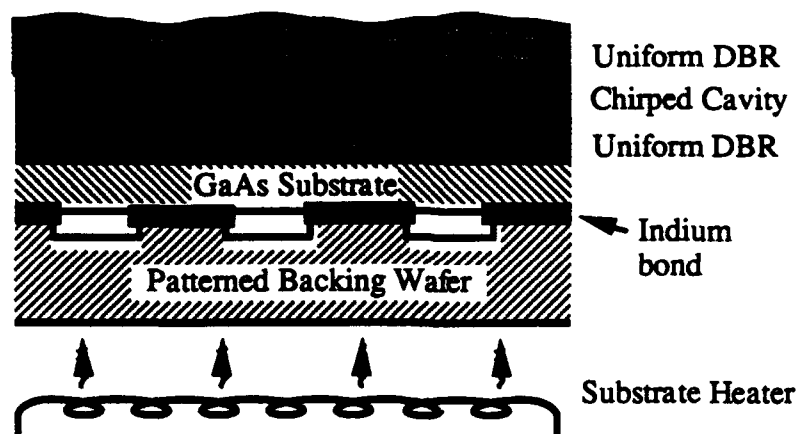 Uniform DBR
Chirped Cavity
Uniform DBR
GaAs Substrate
Indium
bond
Patterned Backing Wafer
Substrate Heater